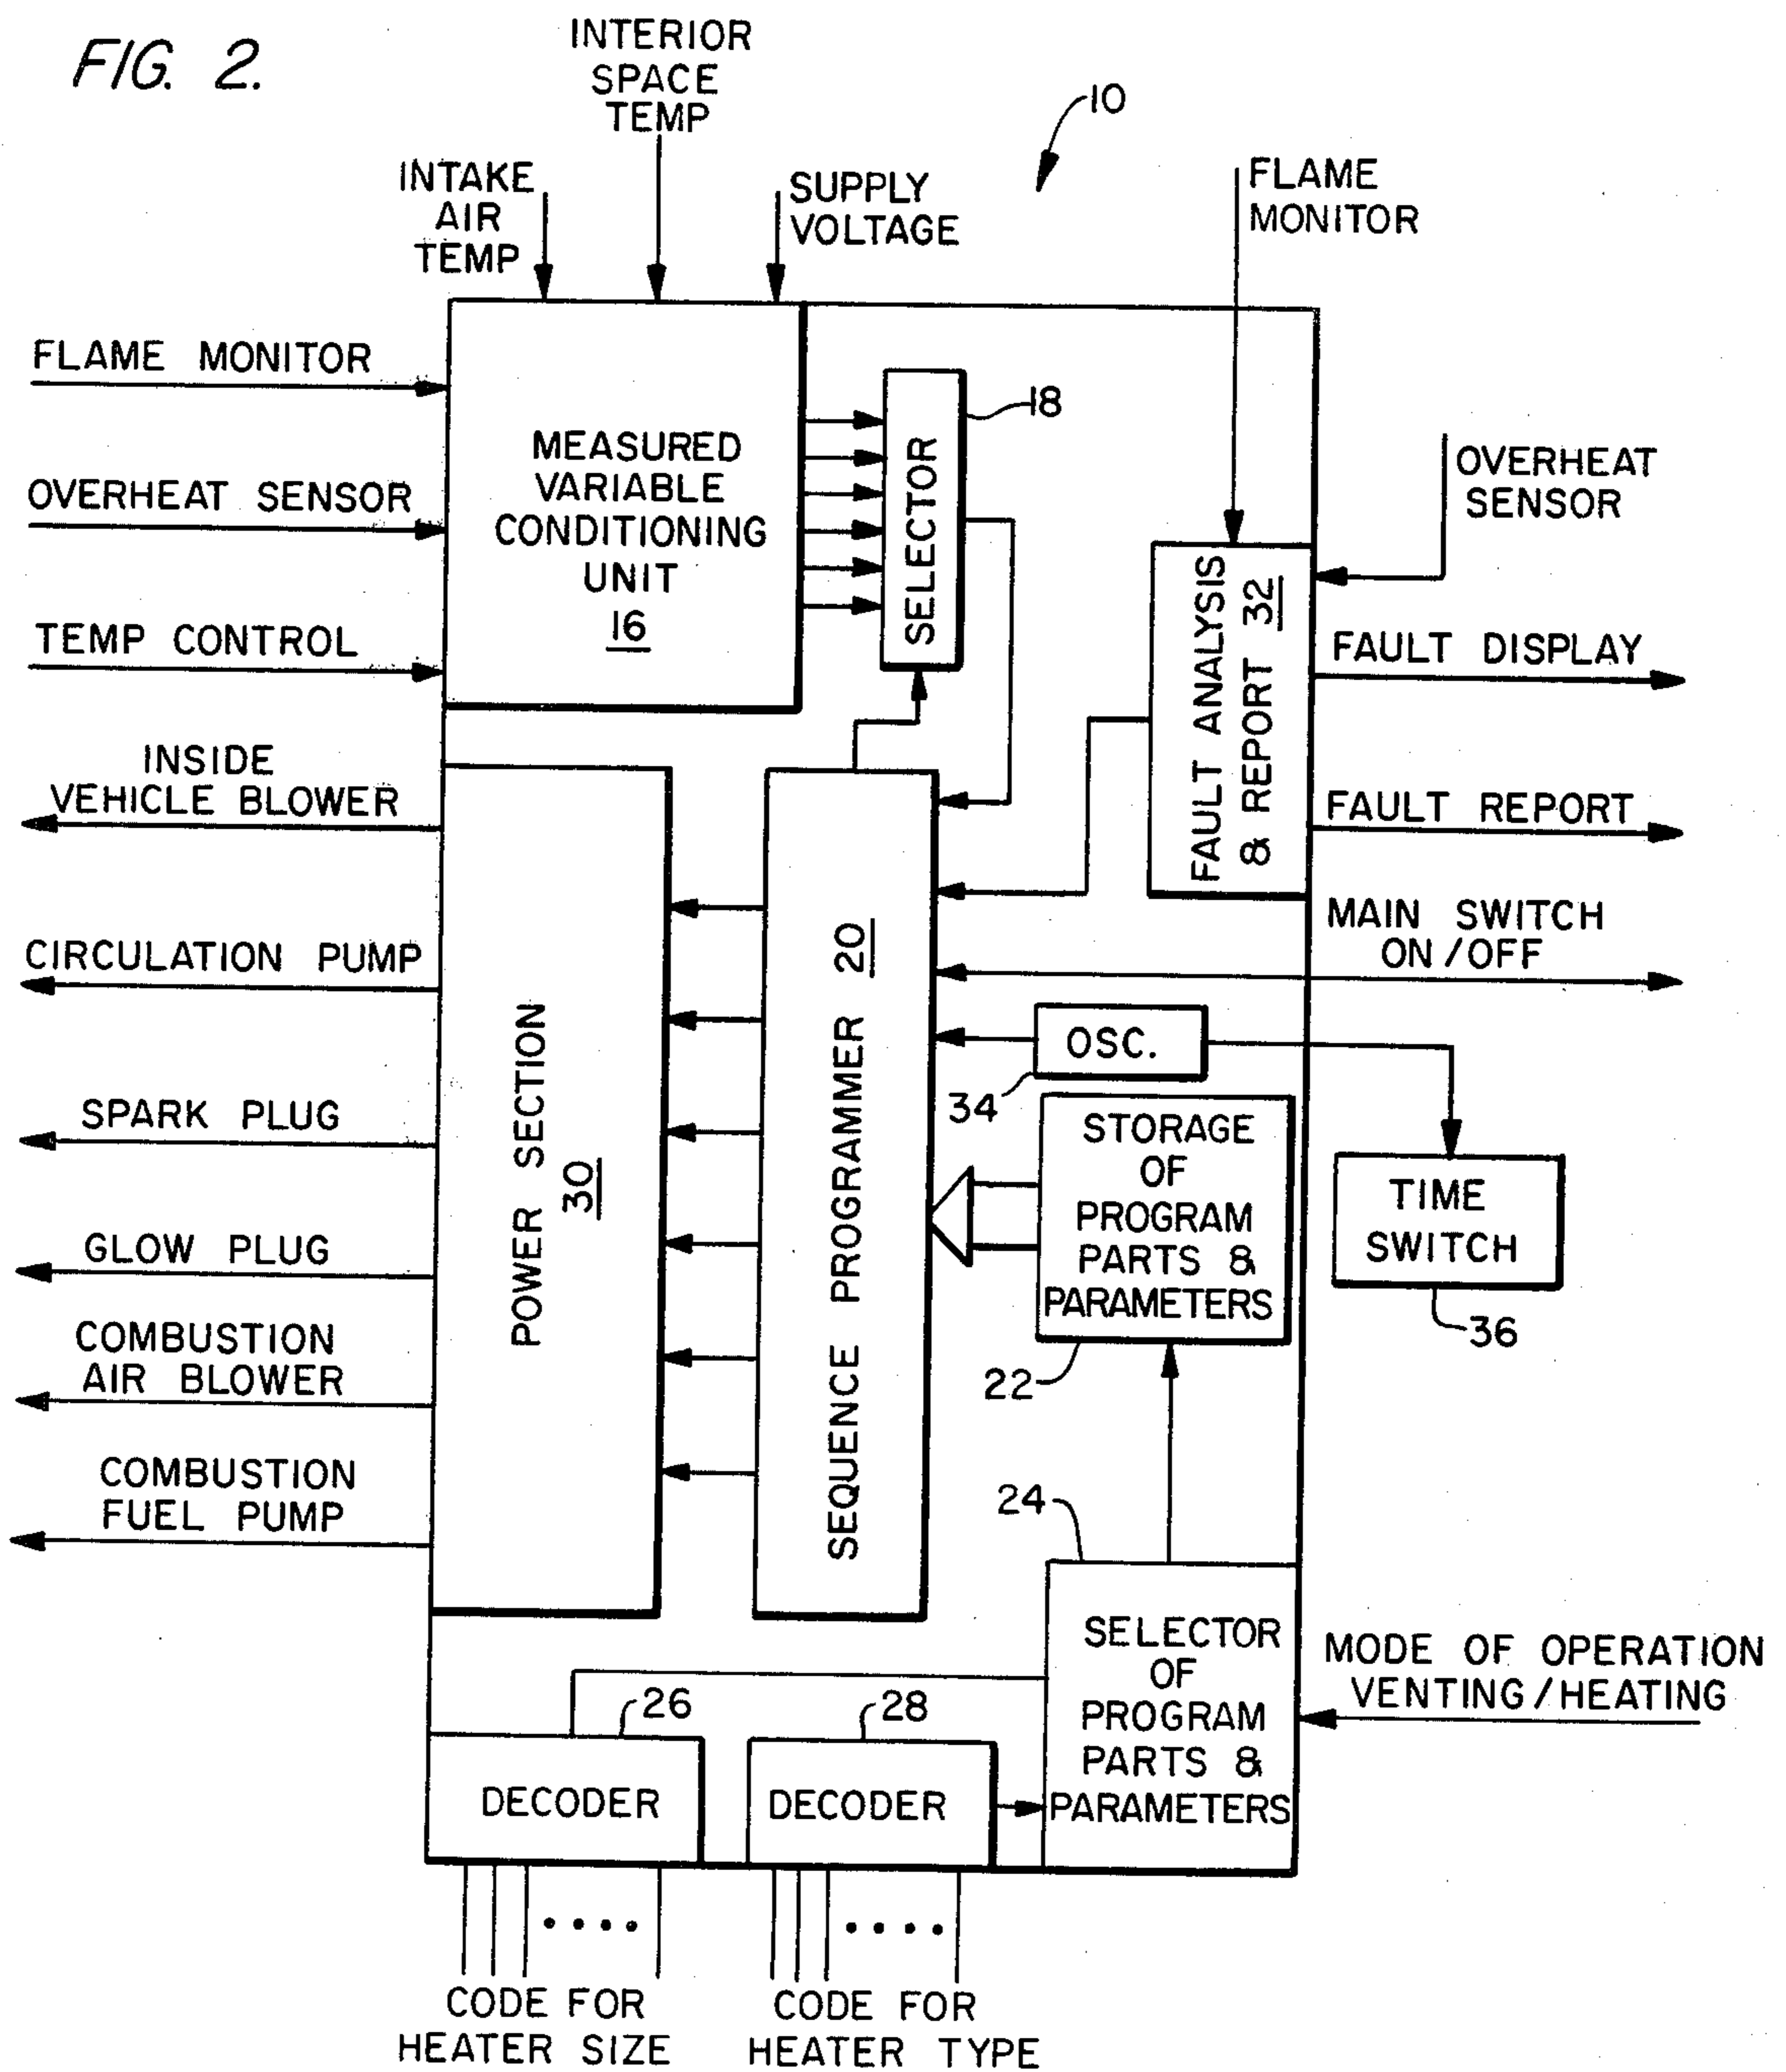 FIG. 2.
INTERIOR
SPACE
TEMP
10
INTAKE
AIR
TEMP
SUPPLY
VOLTAGE
FLAME
MONITOR
FLAME MONITOR
OVERHEAT SENSOR
TEMP CONTROL
MEASURED
VARIABLE
CONDITIONING
UNIT
16
SELECTOR
18
OVERHEAT
SENSOR
FAULT ANALYSIS
& REPORT 32
FAULT DISPLAY
FAULT REPORT
MAIN SWITCH
ON/OFF
INSIDE
VEHICLE BLOWER
CIRCULATION PUMP
SPARK PLUG
GLOW PLUG
COMBUSTION
AIR BLOWER
COMBUSTION
FUEL PUMP
POWER SECTION
30
SEQUENCE PROGRAMMER 20
OSC.
34
STORAGE
OF
PROGRAM
PARTS &
PARAMETERS
22
TIME
SWITCH
36
24
SELECTOR
OF
PROGRAM
PARTS &
PARAMETERS
MODE OF OPERATION
VENTING/HEATING
26
DECODER
28
DECODER
CODE FOR
HEATER SIZE
CODE FOR
HEATER TYPE